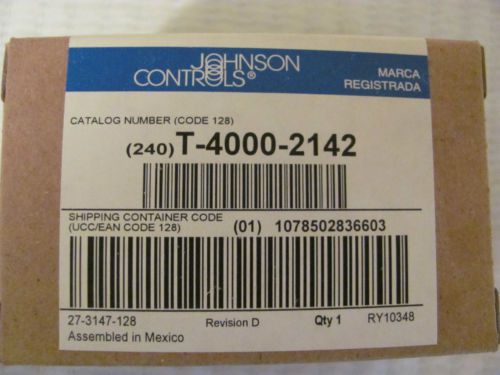 JOHNSON
CONTROLS®
MARCA
REGISTRADA
CATALOG NUMBER (CODE 128)
(240) T-4000-2142
SHIPPING CONTAINER CODE
(UCC/EAN CODE 128)
(01) 1078502836603
27-3147-128 Revision D Qty 1 RY10348
Assembled in Mexico